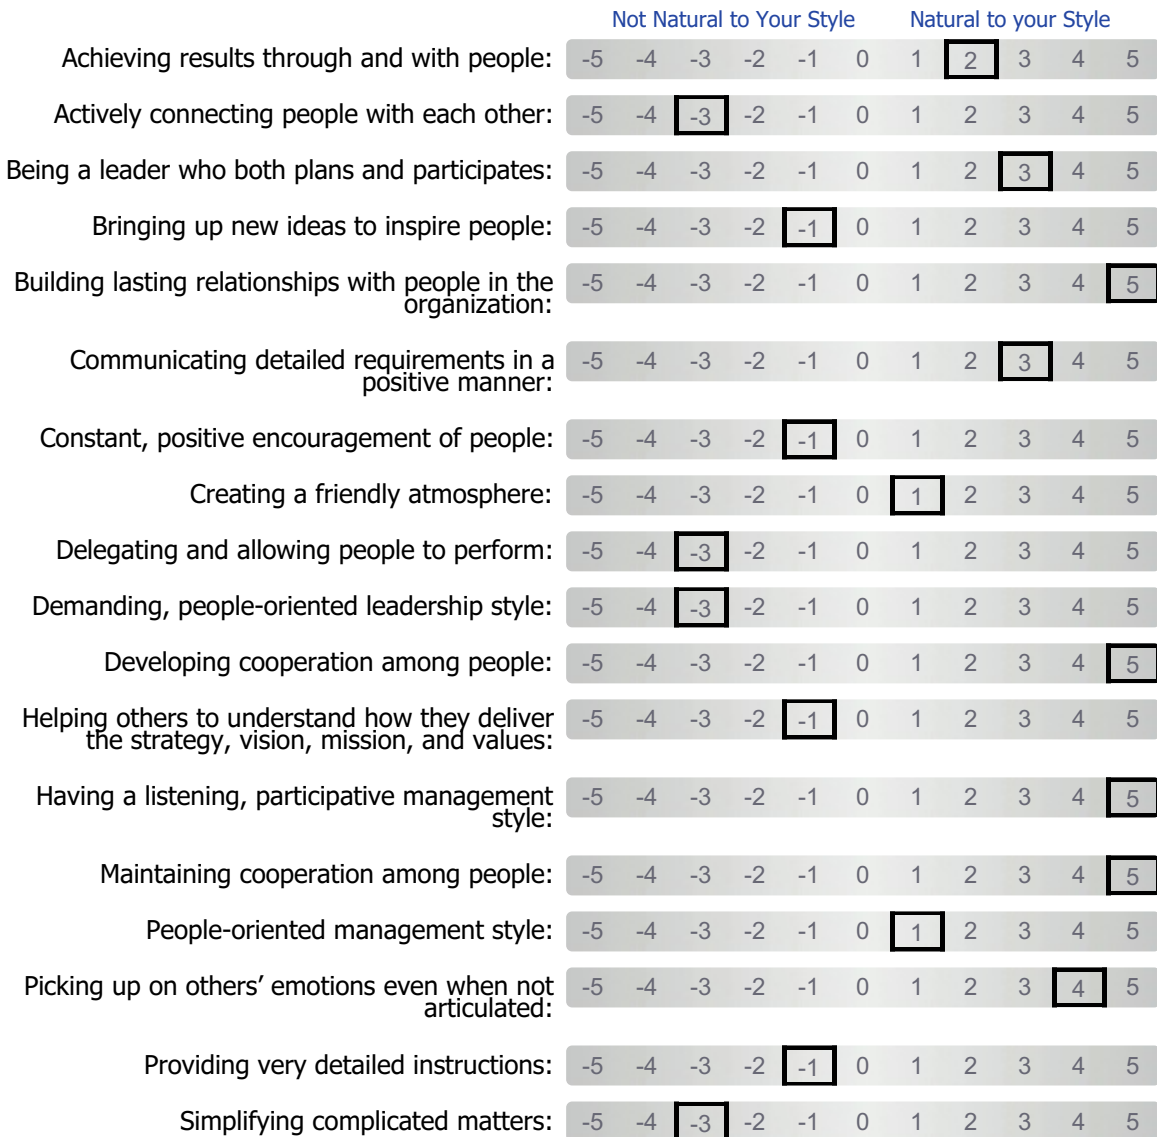 Not Natural to Your Style Natural to your Style
Achieving results through and with people: -5 -4 -3 -2 -1 0 1 2 3 4 5
Actively connecting people with each other: -5 -4 -3 -2 -1 0 1 2 3 4 5
Being a leader who both plans and participates: -5 -4 -3 -2 -1 0 1 2 3 4 5
Bringing up new ideas to inspire people: -5 -4 -3 -2 -1 0 1 2 3 4 5
Building lasting relationships with people in the
organization: -5 -4 -3 -2 -1 0 1 2 3 4 5
Communicating detailed requirements in a
positive manner: -5 -4 -3 -2 -1 0 1 2 3 4 5
Constant, positive encouragement of people: -5 -4 -3 -2 -1 0 1 2 3 4 5
Creating a friendly atmosphere: -5 -4 -3 -2 -1 0 1 2 3 4 5
Delegating and allowing people to perform: -5 -4 -3 -2 -1 0 1 2 3 4 5
Demanding, people-oriented leadership style: -5 -4 -3 -2 -1 0 1 2 3 4 5
Developing cooperation among people: -5 -4 -3 -2 -1 0 1 2 3 4 5
Helping others to understand how they deliver
the strategy, vision, mission, and values: -5 -4 -3 -2 -1 0 1 2 3 4 5
Having a listening, participative management
style: -5 -4 -3 -2 -1 0 1 2 3 4 5
Maintaining cooperation among people: -5 -4 -3 -2 -1 0 1 2 3 4 5
People-oriented management style: -5 -4 -3 -2 -1 0 1 2 3 4 5
Picking up on others’ emotions even when not
articulated: -5 -4 -3 -2 -1 0 1 2 3 4 5
Providing very detailed instructions: -5 -4 -3 -2 -1 0 1 2 3 4 5
Simplifying complicated matters: -5 -4 -3 -2 -1 0 1 2 3 4 5